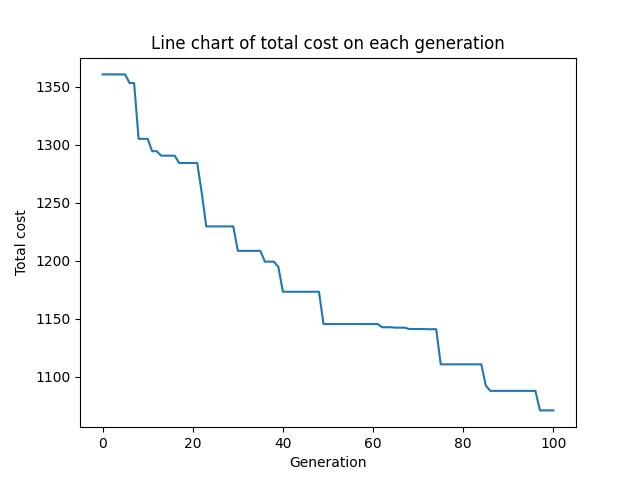 Line chart of total cost on each generation
1350
1300
1250
1200
1150
1100
Total cost
0 20 40 60 80 100
Generation